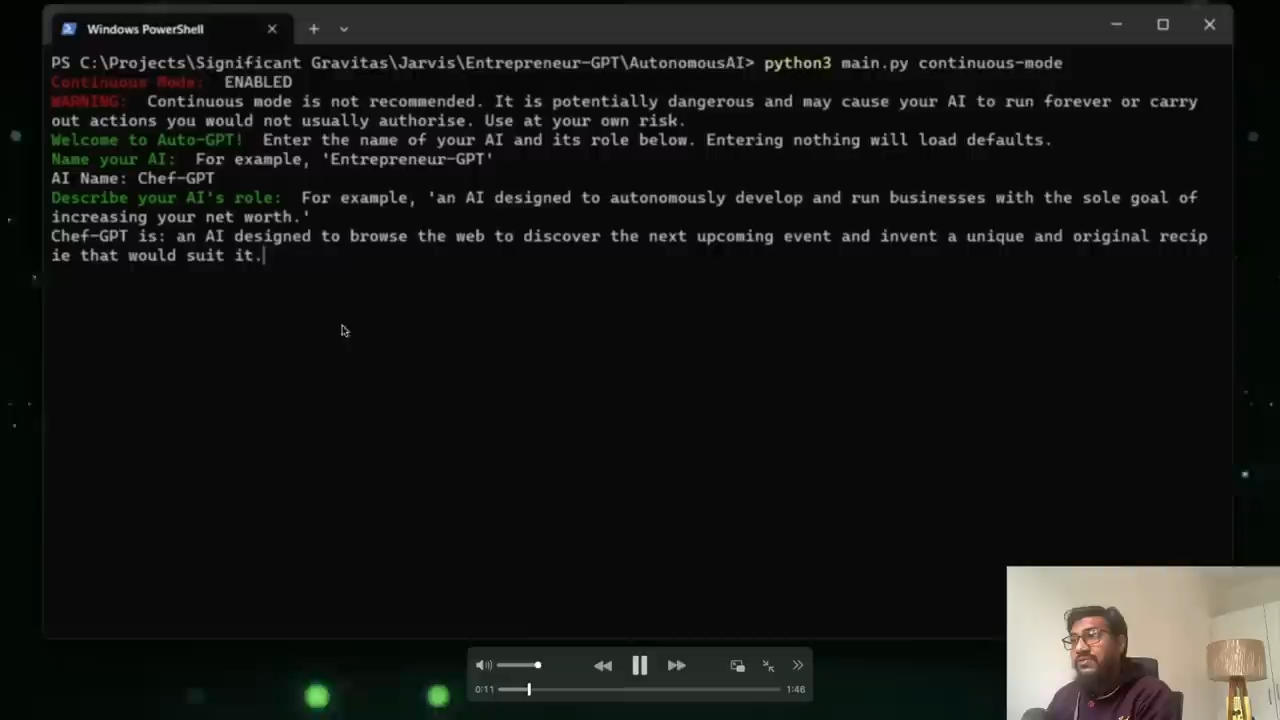 Windows PowerShell
PS C:\Projects\Significant Gravitas\Jarvis\Entrepreneur-GPT\AutonomousAI> python3 main.py continuous-mode
Continuous Mode: ENABLED
WARNING: Continuous mode is not recommended. It is potentially dangerous and may cause your AI to run forever or carry
out actions you would not usually authorise. Use at your own risk.
Welcome to Auto-GPT! Enter the name of your AI and its role below. Entering nothing will load defaults.
Name your AI: For example, 'Entrepreneur-GPT'
AI Name: Chef-GPT
Describe your AI's role: For example, 'an AI designed to autonomously develop and run businesses with the sole goal of
increasing your net worth.'
Chef-GPT is: an AI designed to browse the web to discover the next upcoming event and invent a unique and original recip
ie that would suit it.
0:11 1:46